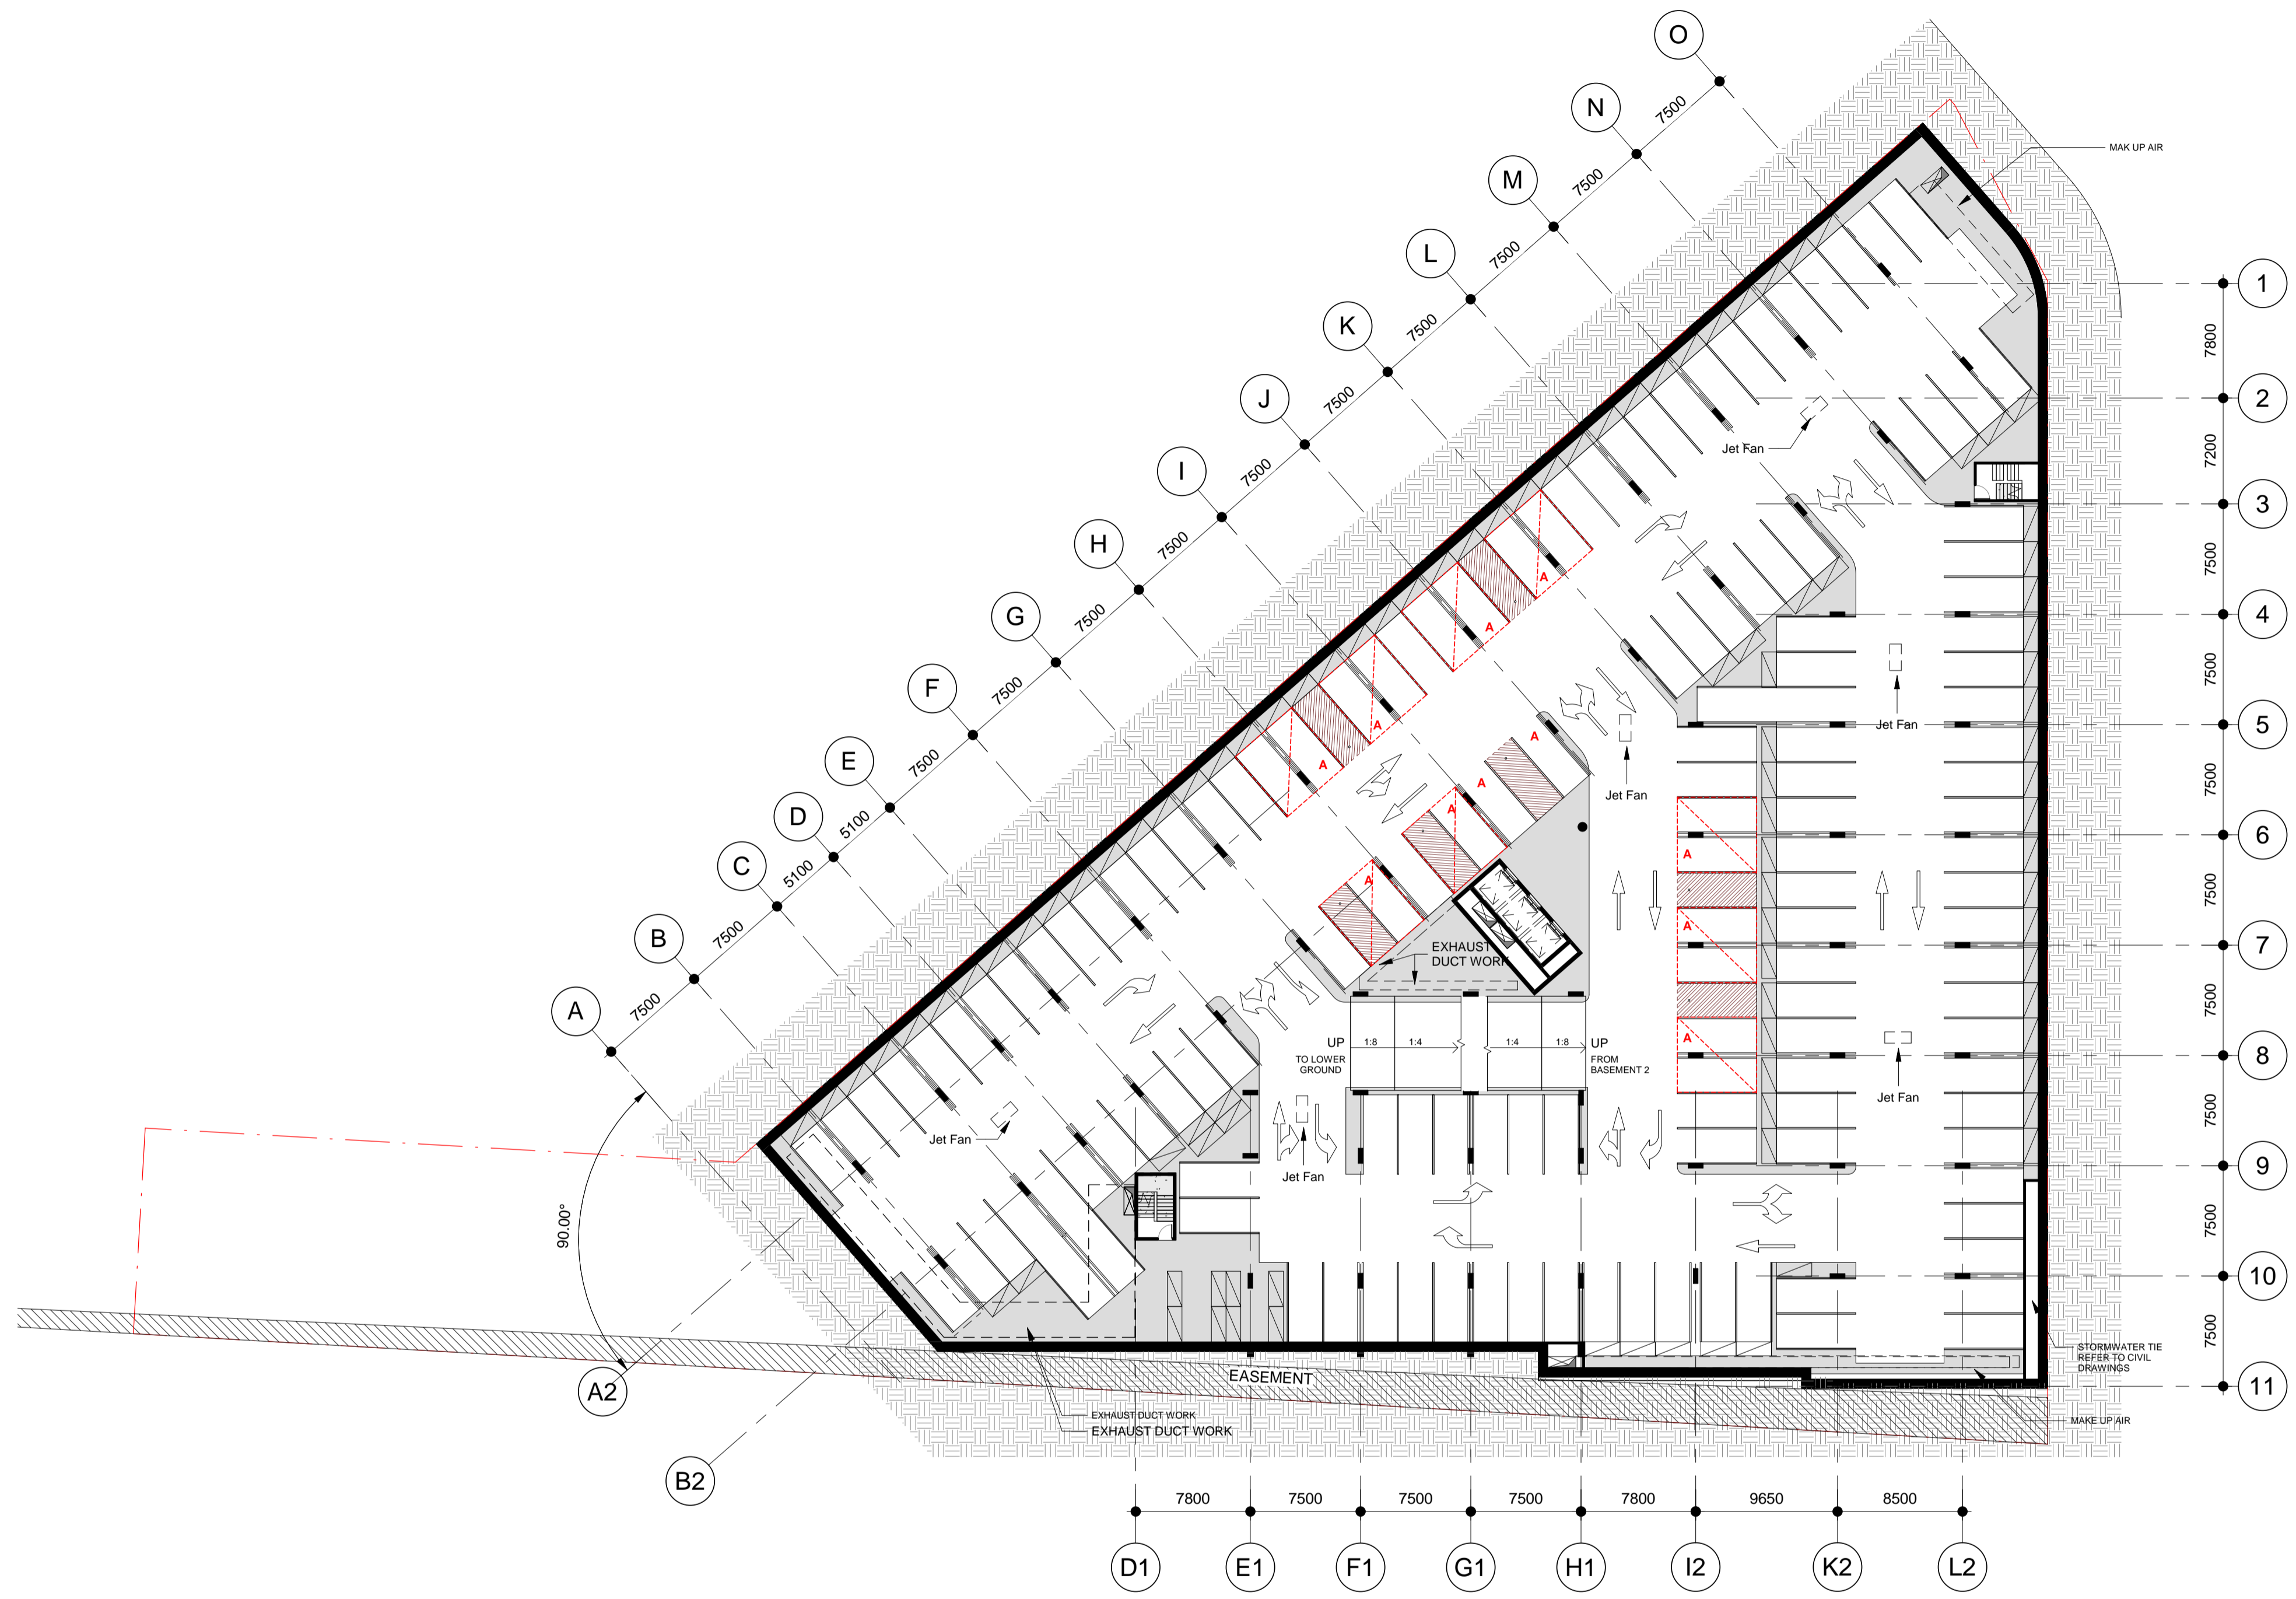 O
N
M
L
K
J
I
H
G
F
E
D
C
B
A
7500
7500
7500
7500
7500
7500
7500
7500
7500
7500
7500
5100
5100
7500
7500
MAK UP AIR
1
2
3
4
5
6
7
8
9
10
11
7800
7200
7500
7500
7500
7500
7500
7500
7500
7500
Jet Fan
Jet Fan
Jet Fan
Jet Fan
Jet Fan
Jet Fan
A
A
A
A
A
A
A
A
A
A
A
EXHAUST
DUCT WORK
UP
TO LOWER
GROUND
1:8
1:4
1:4
1:8
UP
FROM
BASEMENT 2
90.00°
A2
B2
EASEMENT
EXHAUST DUCT WORK
EXHAUST DUCT WORK
STORMWATER TIE
REFER TO CIVIL
DRAWINGS
MAKE UP AIR
7800
7500
7500
7500
7800
9650
8500
D1
E1
F1
G1
H1
I2
K2
L2